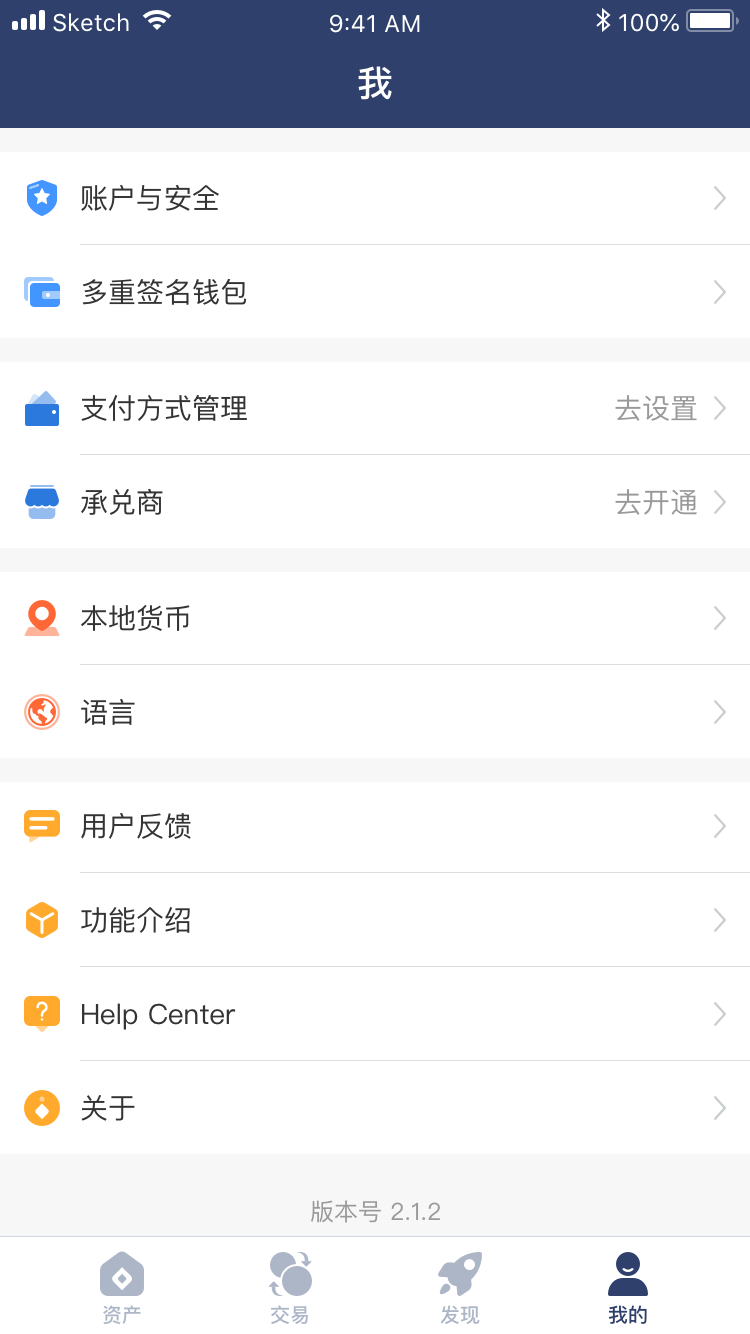 Sketch 9:41 AM 100%
我
账户与安全
多重签名钱包
支付方式管理 去设置
承兑商 去开通
本地货币
语言
用户反馈
功能介绍
Help Center
关于
版本号 2.1.2
资产 交易 发现 我的